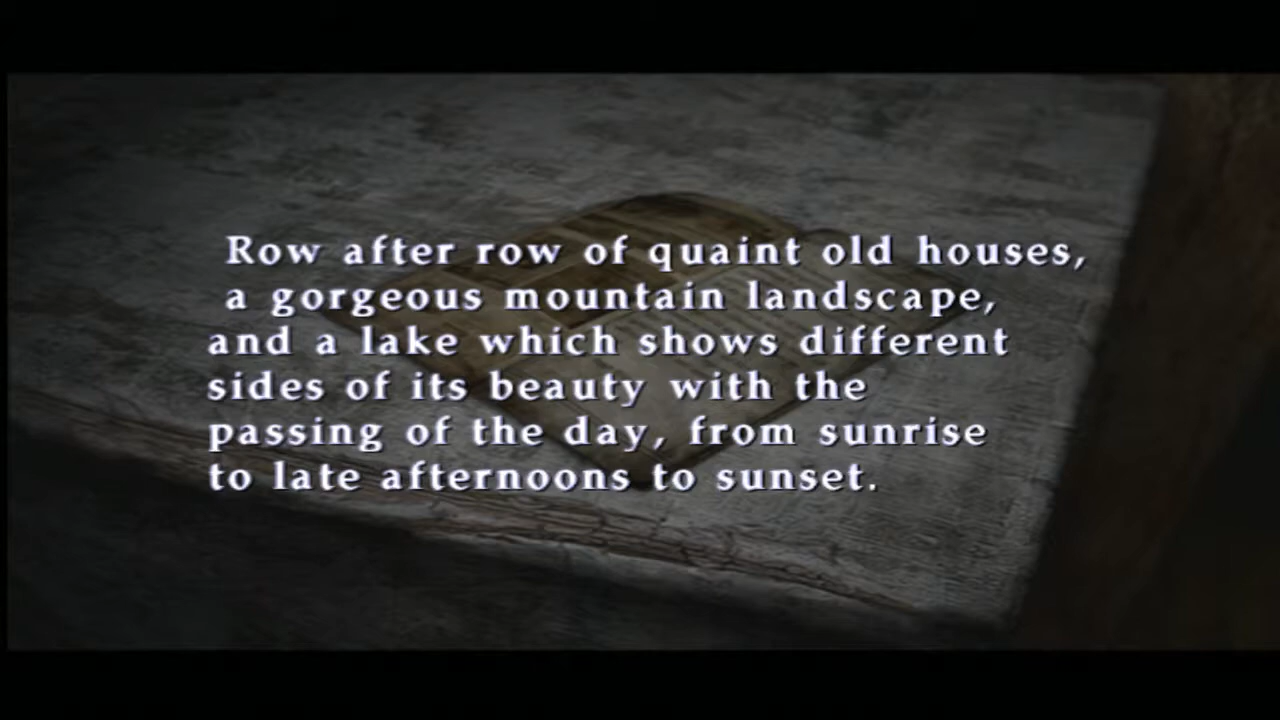 Row after row of quaint old houses,
a gorgeous mountain landscape,
and a lake which shows different
sides of its beauty with the
passing of the day, from sunrise
to late afternoons to sunset.